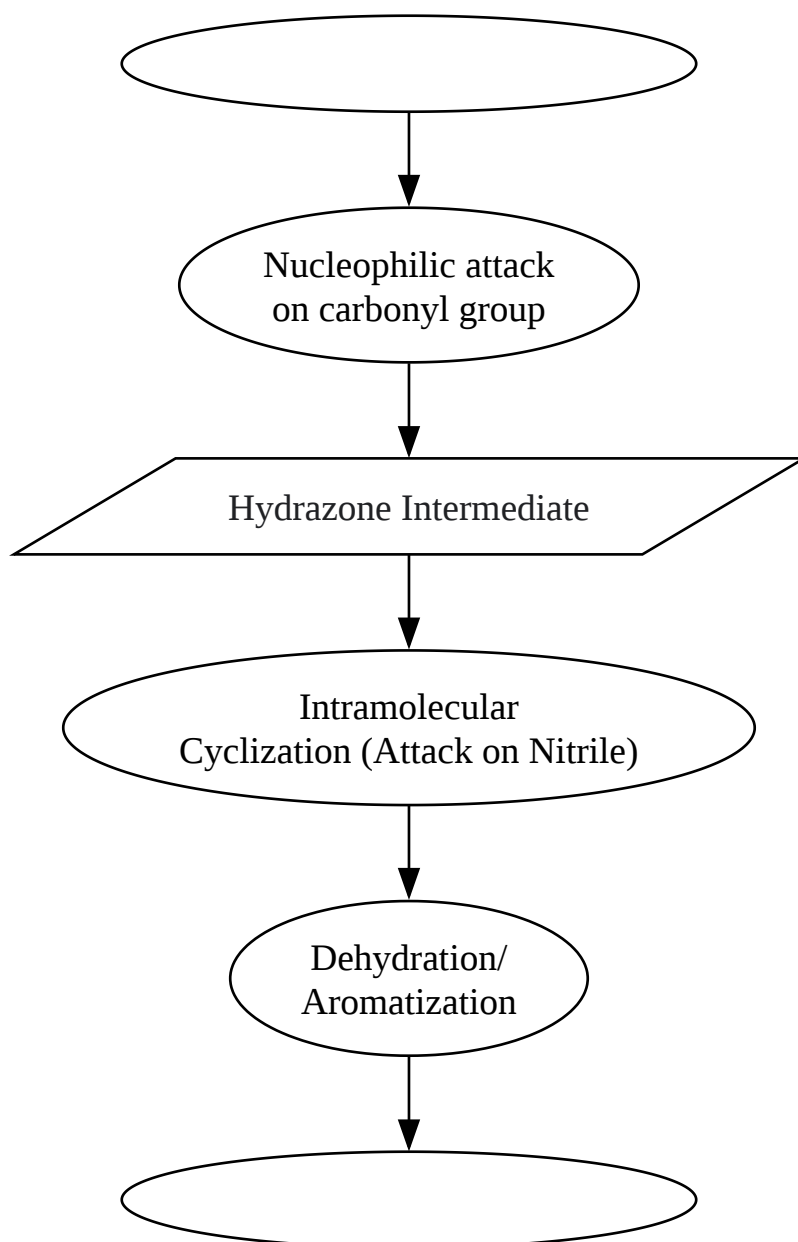 Nucleophilic attack
on carbonyl group
Hydrazone Intermediate
Intramolecular
Cyclization (Attack on Nitrile)
Dehydration/
Aromatization